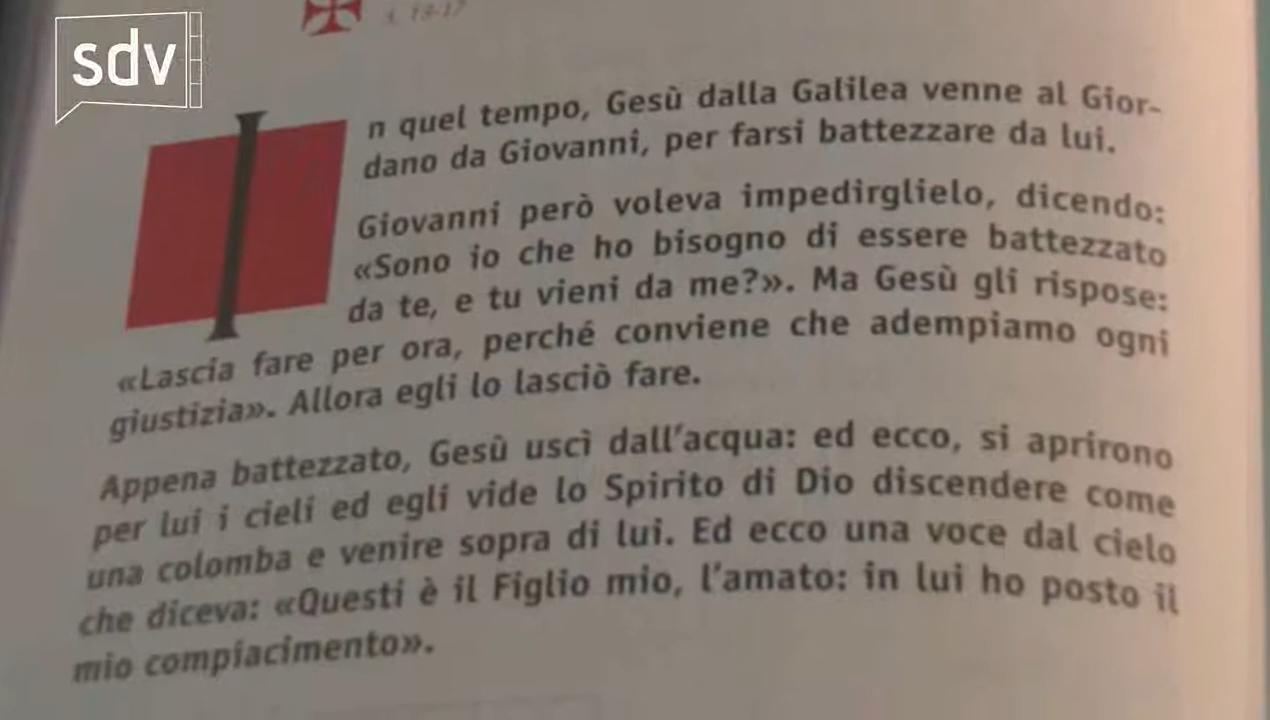 sdv
3, 13-17
In quel tempo, Gesù dalla Galilea venne al Gior-
dano da Giovanni, per farsi battezzare da lui.
Giovanni però voleva impedirglielo, dicendo:
«Sono io che ho bisogno di essere battezzato
da te, e tu vieni da me?». Ma Gesù gli rispose:
«Lascia fare per ora, perché conviene che adempiamo ogni
giustizia». Allora egli lo lasciò fare.
Appena battezzato, Gesù uscì dall'acqua: ed ecco, si aprirono
per lui i cieli ed egli vide lo Spirito di Dio discendere come
una colomba e venire sopra di lui. Ed ecco una voce dal cielo
che diceva: «Questi è il Figlio mio, l'amato: in lui ho posto il
mio compiacimento».